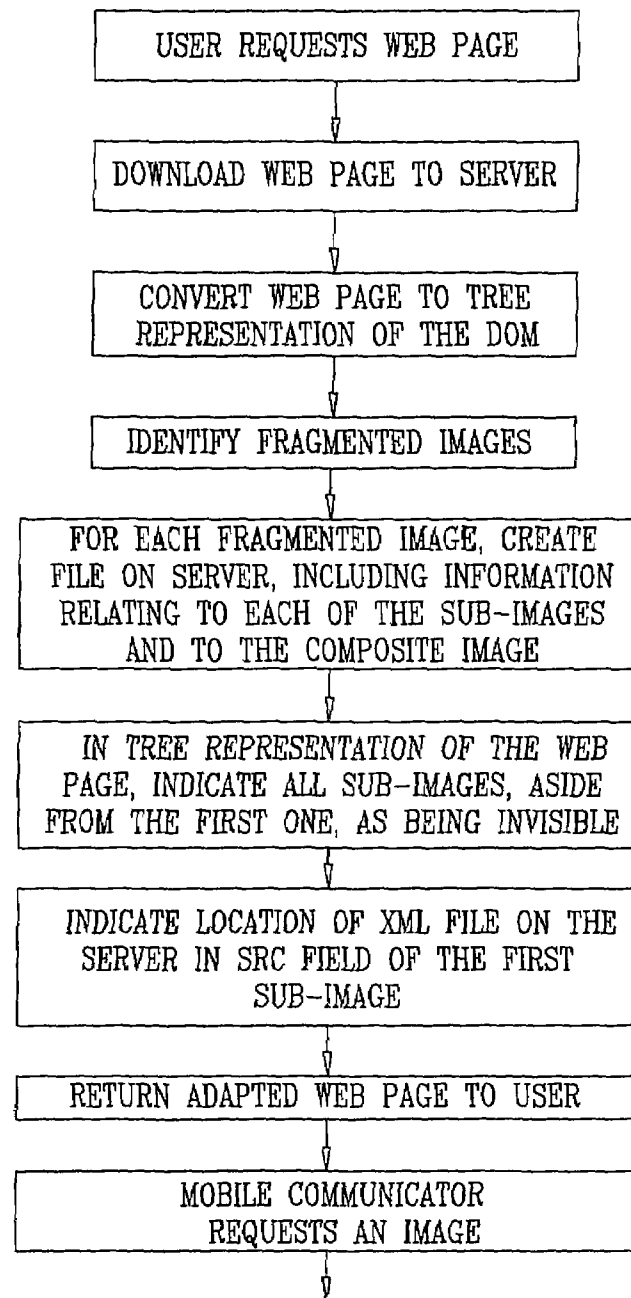 USER REQUESTS WEB PAGE
DOWNLOAD WEB PAGE TO SERVER
CONVERT WEB PAGE TO TREE
REPRESENTATION OF THE DOM
IDENTIFY FRAGMENTED IMAGES
FOR EACH FRAGMENTED IMAGE, CREATE
FILE ON SERVER, INCLUDING INFORMATION
RELATING TO EACH OF THE SUB-IMAGES
AND TO THE COMPOSITE IMAGE
IN TREE REPRESENTATION OF THE WEB
PAGE, INDICATE ALL SUB-IMAGES, ASIDE
FROM THE FIRST ONE, AS BEING INVISIBLE
INDICATE LOCATION OF XML FILE ON THE
SERVER IN SRC FIELD OF THE FIRST
SUB-IMAGE
RETURN ADAPTED WEB PAGE TO USER
MOBILE COMMUNICATOR
REQUESTS AN IMAGE